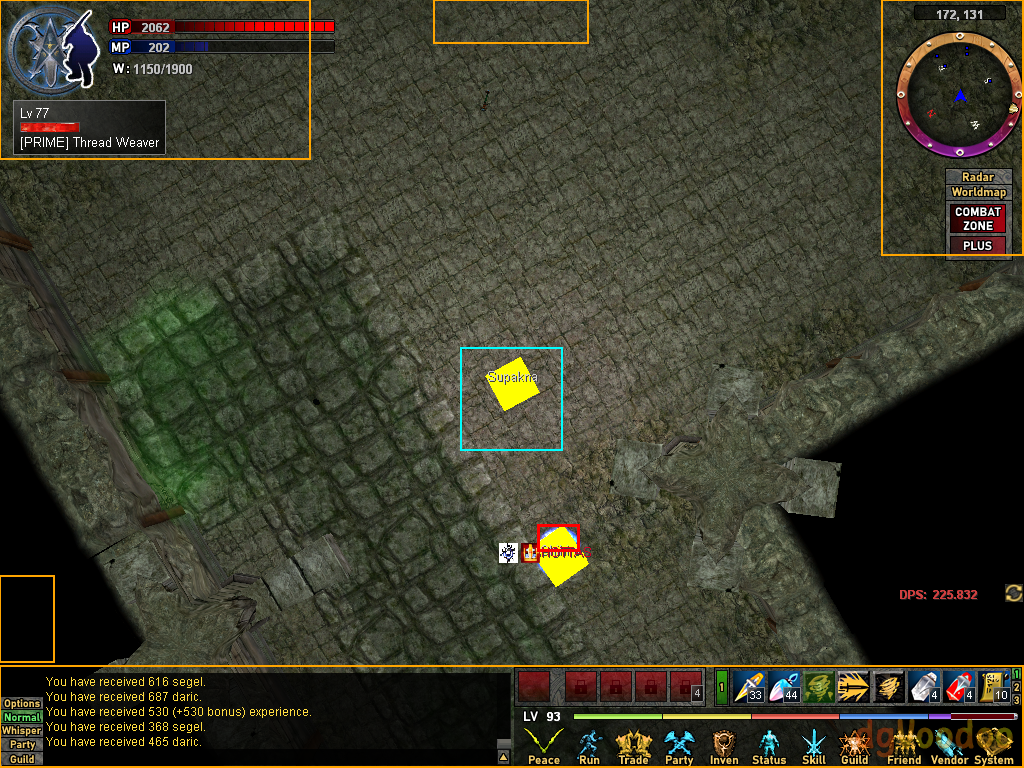 HP 2062
MP 202
W: 1150/1900
Lv 77
[PRIME] Thread Weaver
172, 131
Radar
Worldmap
COMBAT
ZONE
PLUS
Supakna
DPS: 225.832
You have received 616 segel.
You have received 687 daric.
You have received 530 (+530 bonus) experience.
You have received 368 segel.
You have received 465 daric.
Options
Normal
Whisper
Party
Guild
4
1
33
44
4
4
10
1
2
3
LV 93
Peace Run Trade Party Inven Status Skill Guild Friend Vendor System